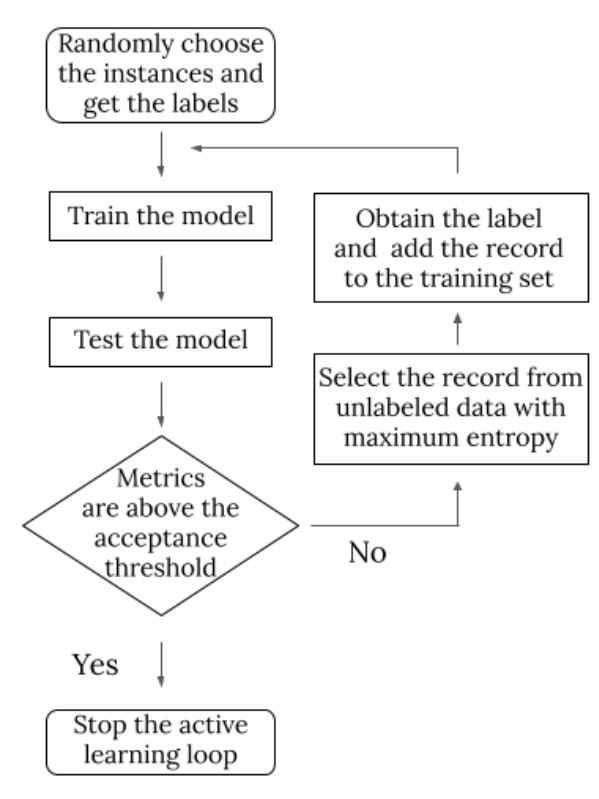 Randomly choose
the instances and
get the labels
Train the model
Test the model
Metrics
are above the
acceptance
threshold
No
Select the record from
unlabeled data with
maximum entropy
Obtain the label
and add the record
to the training set
Yes
Stop the active
learning loop